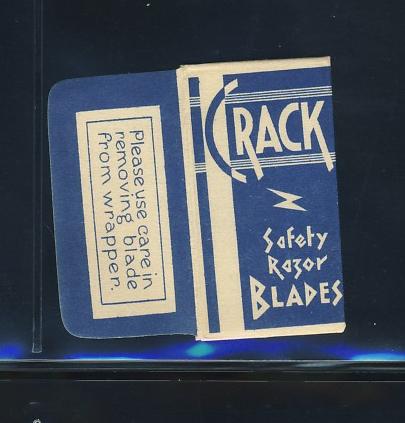 Please use care in
removing blade
from wrapper.
CRACK
Safety
Razor
BLADES